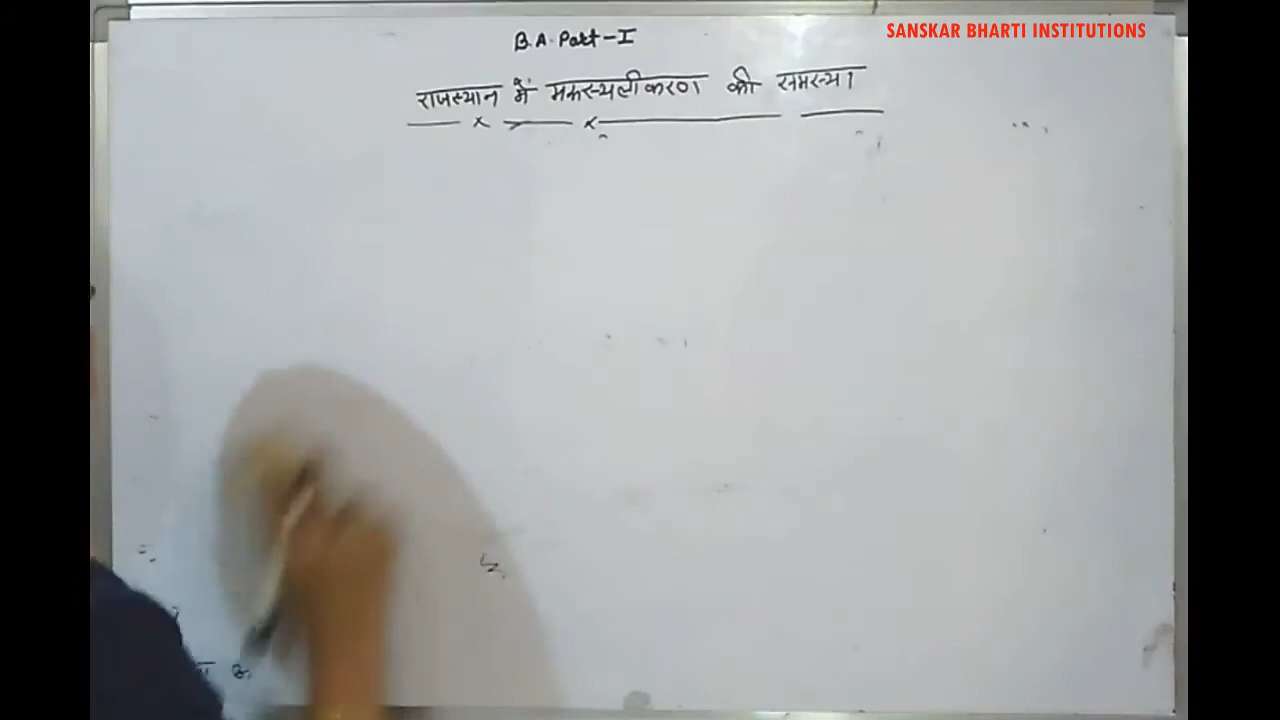 SANSKAR BHARTI INSTITUTIONS
B.A. Part-I
राजस्थान में मरुस्थलीकरण की समस्या।